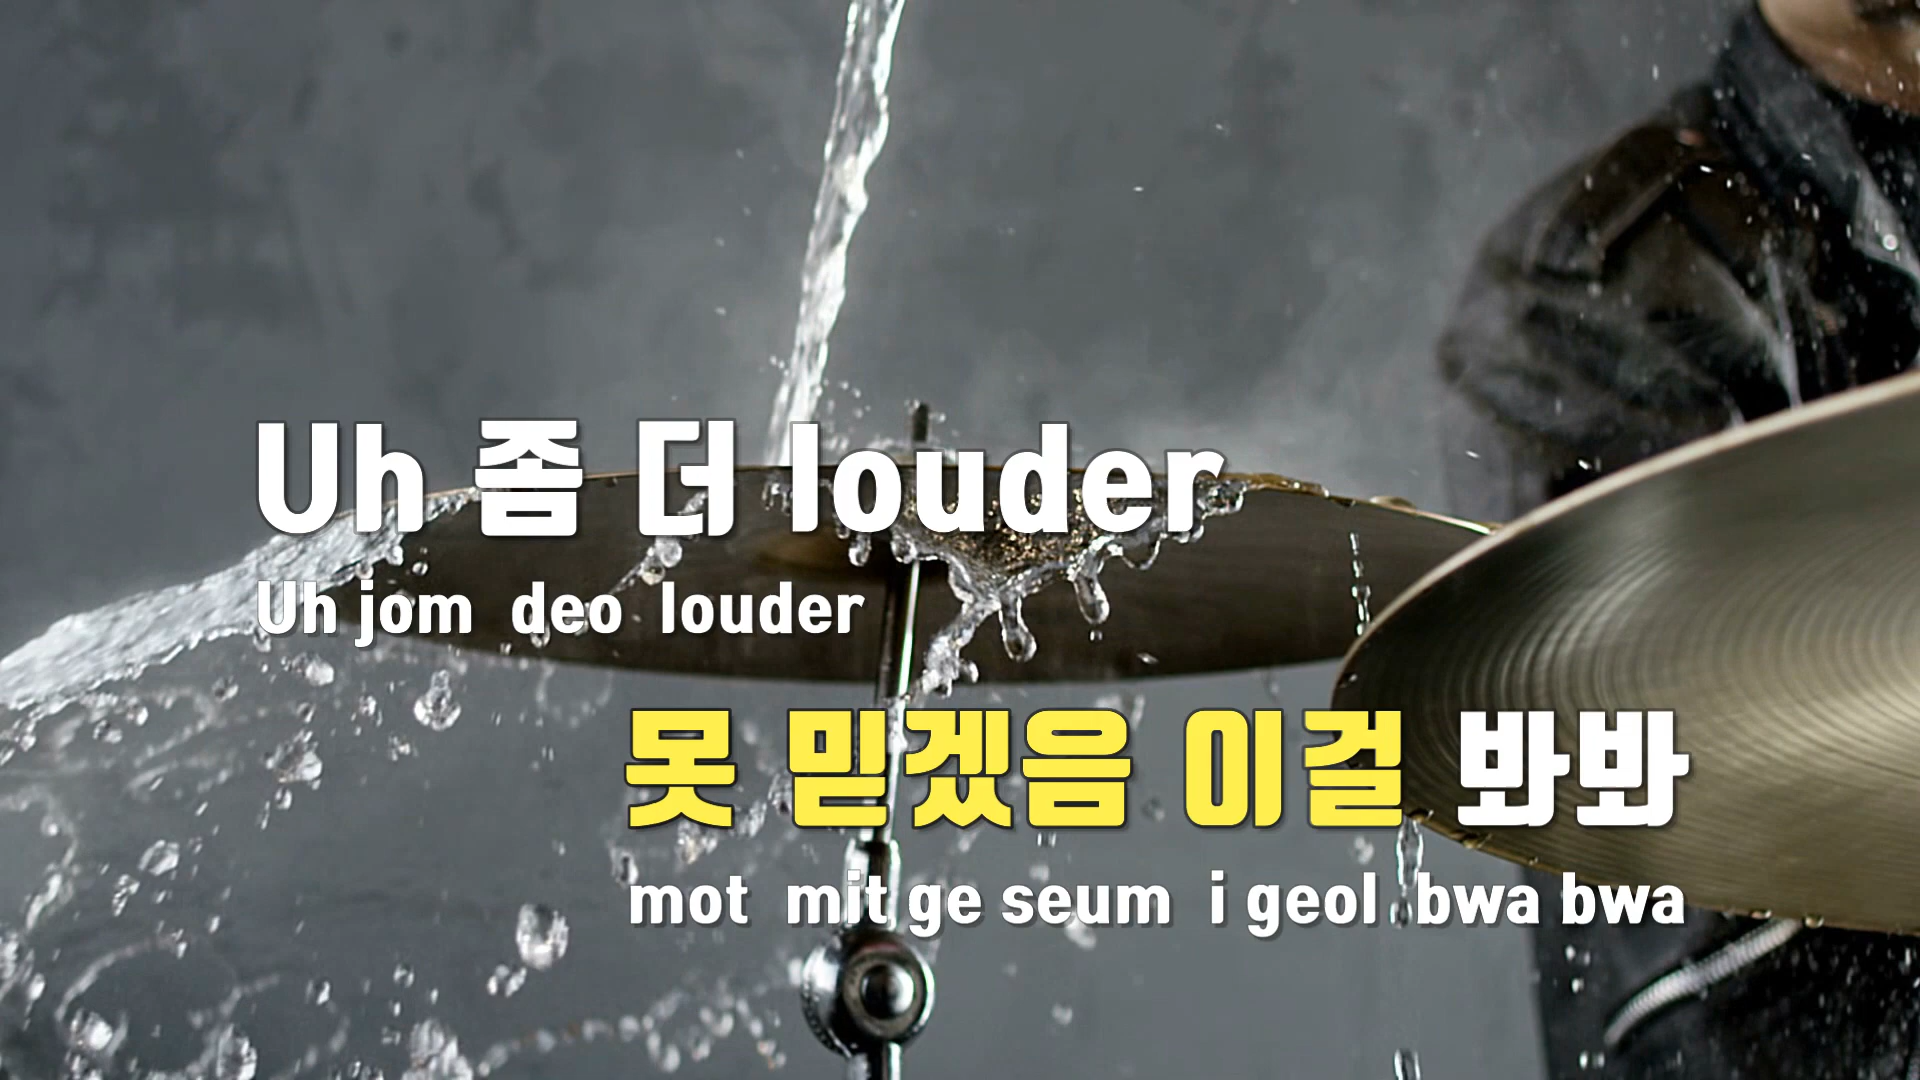 Uh 좀 더 louder
Uh jom deo louder
못 믿겠음 이걸 봐봐
mot mit ge seum i geol bwa bwa